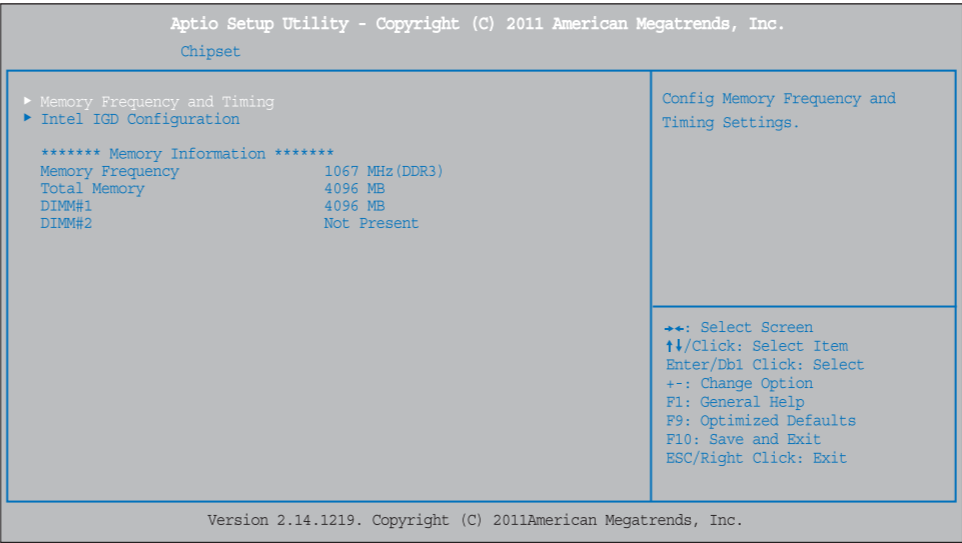 Aptio Setup Utility - Copyright (C) 2011 American Megatrends, Inc.
Chipset
► Memory Frequency and Timing
► Intel IGD Configuration
******* Memory Information *******
Memory Frequency 1067 MHz(DDR3)
Total Memory 4096 MB
DIMM#1 4096 MB
DIMM#2 Not Present
Config Memory Frequency and
Timing Settings.
→←: Select Screen
↑↓/Click: Select Item
Enter/Db1 Click: Select
+-: Change Option
F1: General Help
F9: Optimized Defaults
F10: Save and Exit
ESC/Right Click: Exit
Version 2.14.1219. Copyright (C) 2011American Megatrends, Inc.